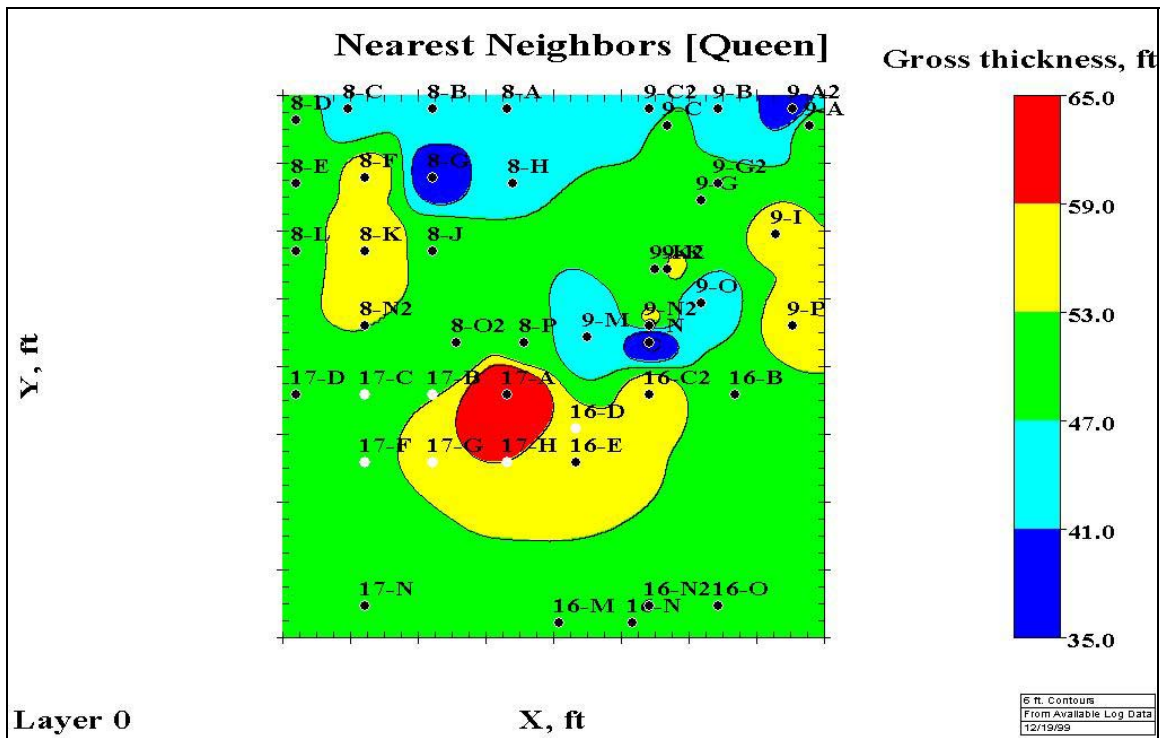 Nearest Neighbors [Queen]
Gross thickness, ft
65.0
59.0
53.0
47.0
41.0
35.0
8-C 8-B 8-A 9-C2 9-B 9-A2
8-D 9-C 9-A
8-F 8-G 8-H 9-G2
8-E 9-G
9-I
8-L 8-K 8-J
9-O
8-N2 9-N2 9-P
8-O2 8-P 9-M
17-D 17-C 17-B 17-A 16-C2 16-B
16-D
17-F 17-G 17-H 16-E
17-N 16-N2 16-O
16-M 16-N
Y, ft
X, ft
Layer 0
6 ft. Contours
From Available Log Data
12/19/99